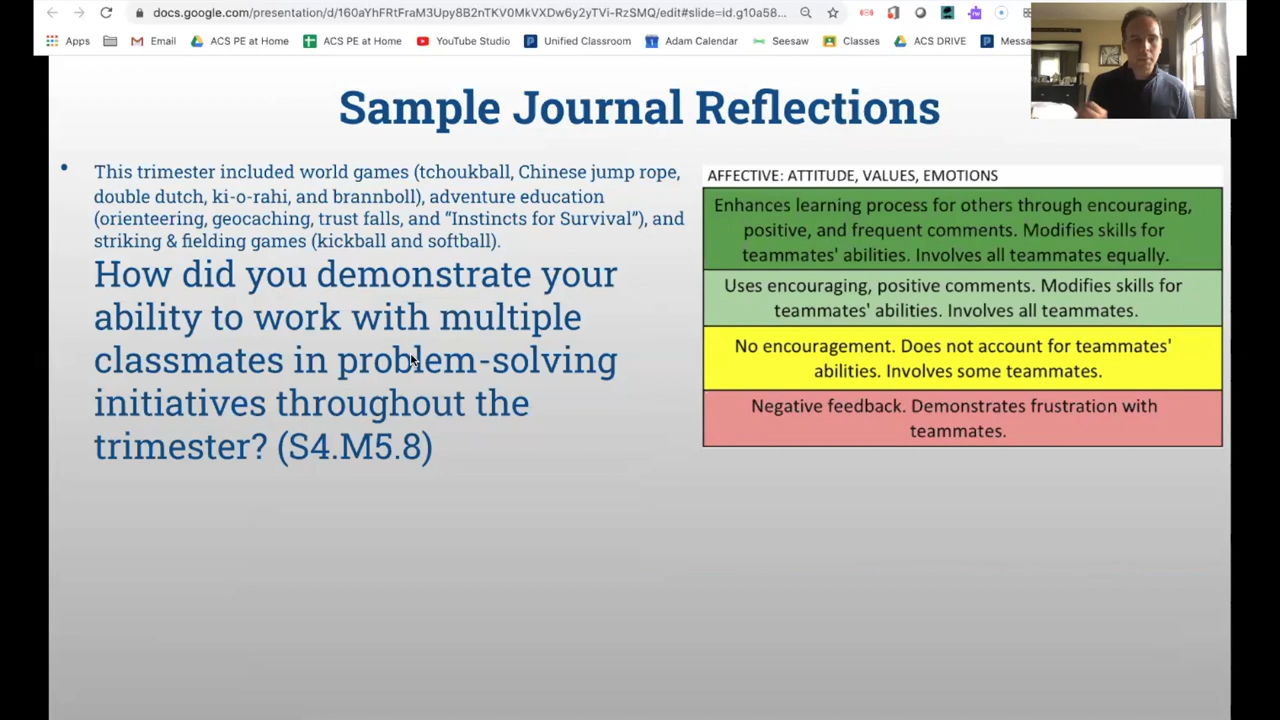 docs.google.com/presentation/d/160aYhFRtFraM3Upy8B2nTKV0MkVXDw6y2yTVi-RzSMQ/edit#slide=id.g10a58...
Apps Email ACS PE at Home ACS PE at Home YouTube Studio Unified Classroom Adam Calendar Seesaw Classes ACS DRIVE Messa
Sample Journal Reflections
• This trimester included world games (tchoukball, Chinese jump rope,
double dutch, ki-o-rahi, and brannboll), adventure education
(orienteering, geocaching, trust falls, and “Instincts for Survival”), and
striking & fielding games (kickball and softball).
How did you demonstrate your
ability to work with multiple
classmates in problem-solving
initiatives throughout the
trimester? (S4.M5.8)
AFFECTIVE: ATTITUDE, VALUES, EMOTIONS
Enhances learning process for others through encouraging,
positive, and frequent comments. Modifies skills for
teammates' abilities. Involves all teammates equally.
Uses encouraging, positive comments. Modifies skills for
teammates' abilities. Involves all teammates.
No encouragement. Does not account for teammates'
abilities. Involves some teammates.
Negative feedback. Demonstrates frustration with
teammates.